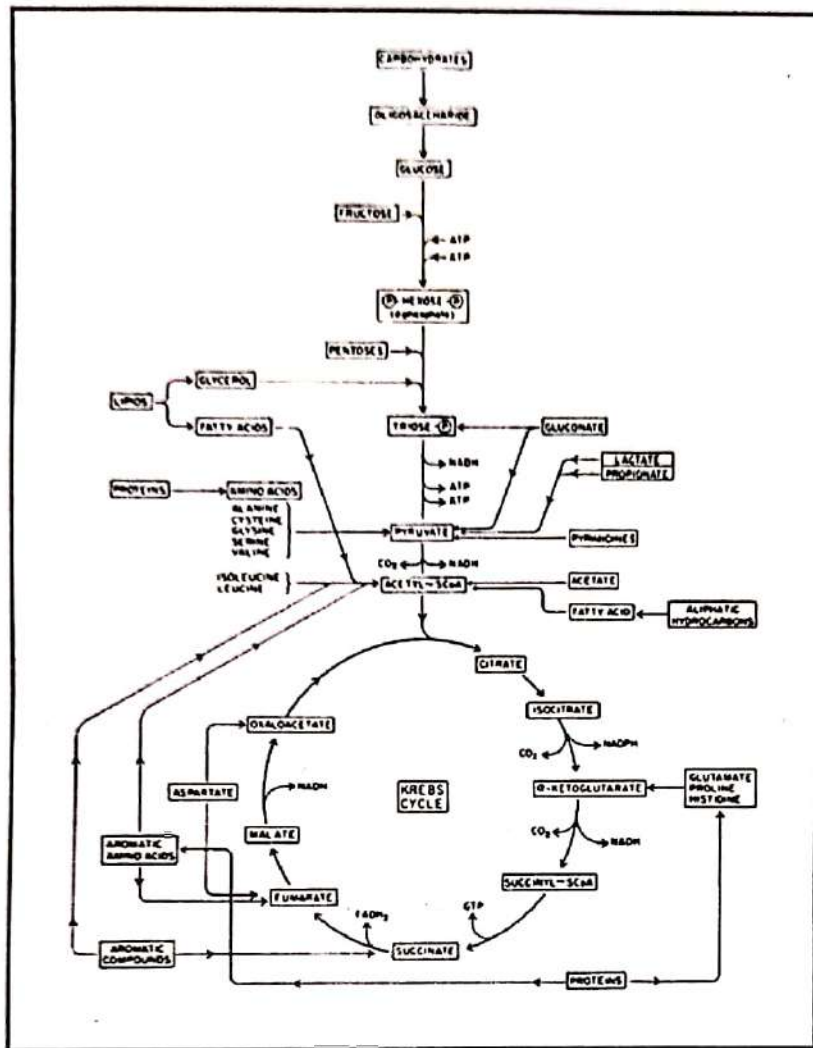 CARBOHYDRATES
OLIGOSACCHARIDE
GLUCOSE
FRUCTOSE
ATP
ATP
P HEXOSE P
(diphosphate)
PENTOSES
GLYCEROL
LIPIDS
FATTY ACIDS
TRIOSE P
GLUCONATE
NADH
LACTATE
PROPIONATE
PROTEINS
AMINO ACIDS
ATP
ATP
ALANINE
CYSTEINE
GLYSINE
SERINE
VALINE
PYRUVATE
PYRIMIDINES
CO2
NADH
ISOLEUCINE
LEUCINE
ACETYL~SCoA
ACETATE
FATTY ACID
ALIPHATIC
HYDROCARBONS
CITRATE
ISOCITRATE
OXALOACETATE
CO2
NADPH
ASPARTATE
NADH
KREBS
CYCLE
α-KETOGLUTARATE
GLUTAMATE
PROLINE
HISTIDINE
MALATE
CO2
NADH
AROMATIC
AMINO ACIDS
SUCCINYL~SCoA
FUMARATE
GTP
FADH2
AROMATIC
COMPOUNDS
SUCCINATE
PROTEINS